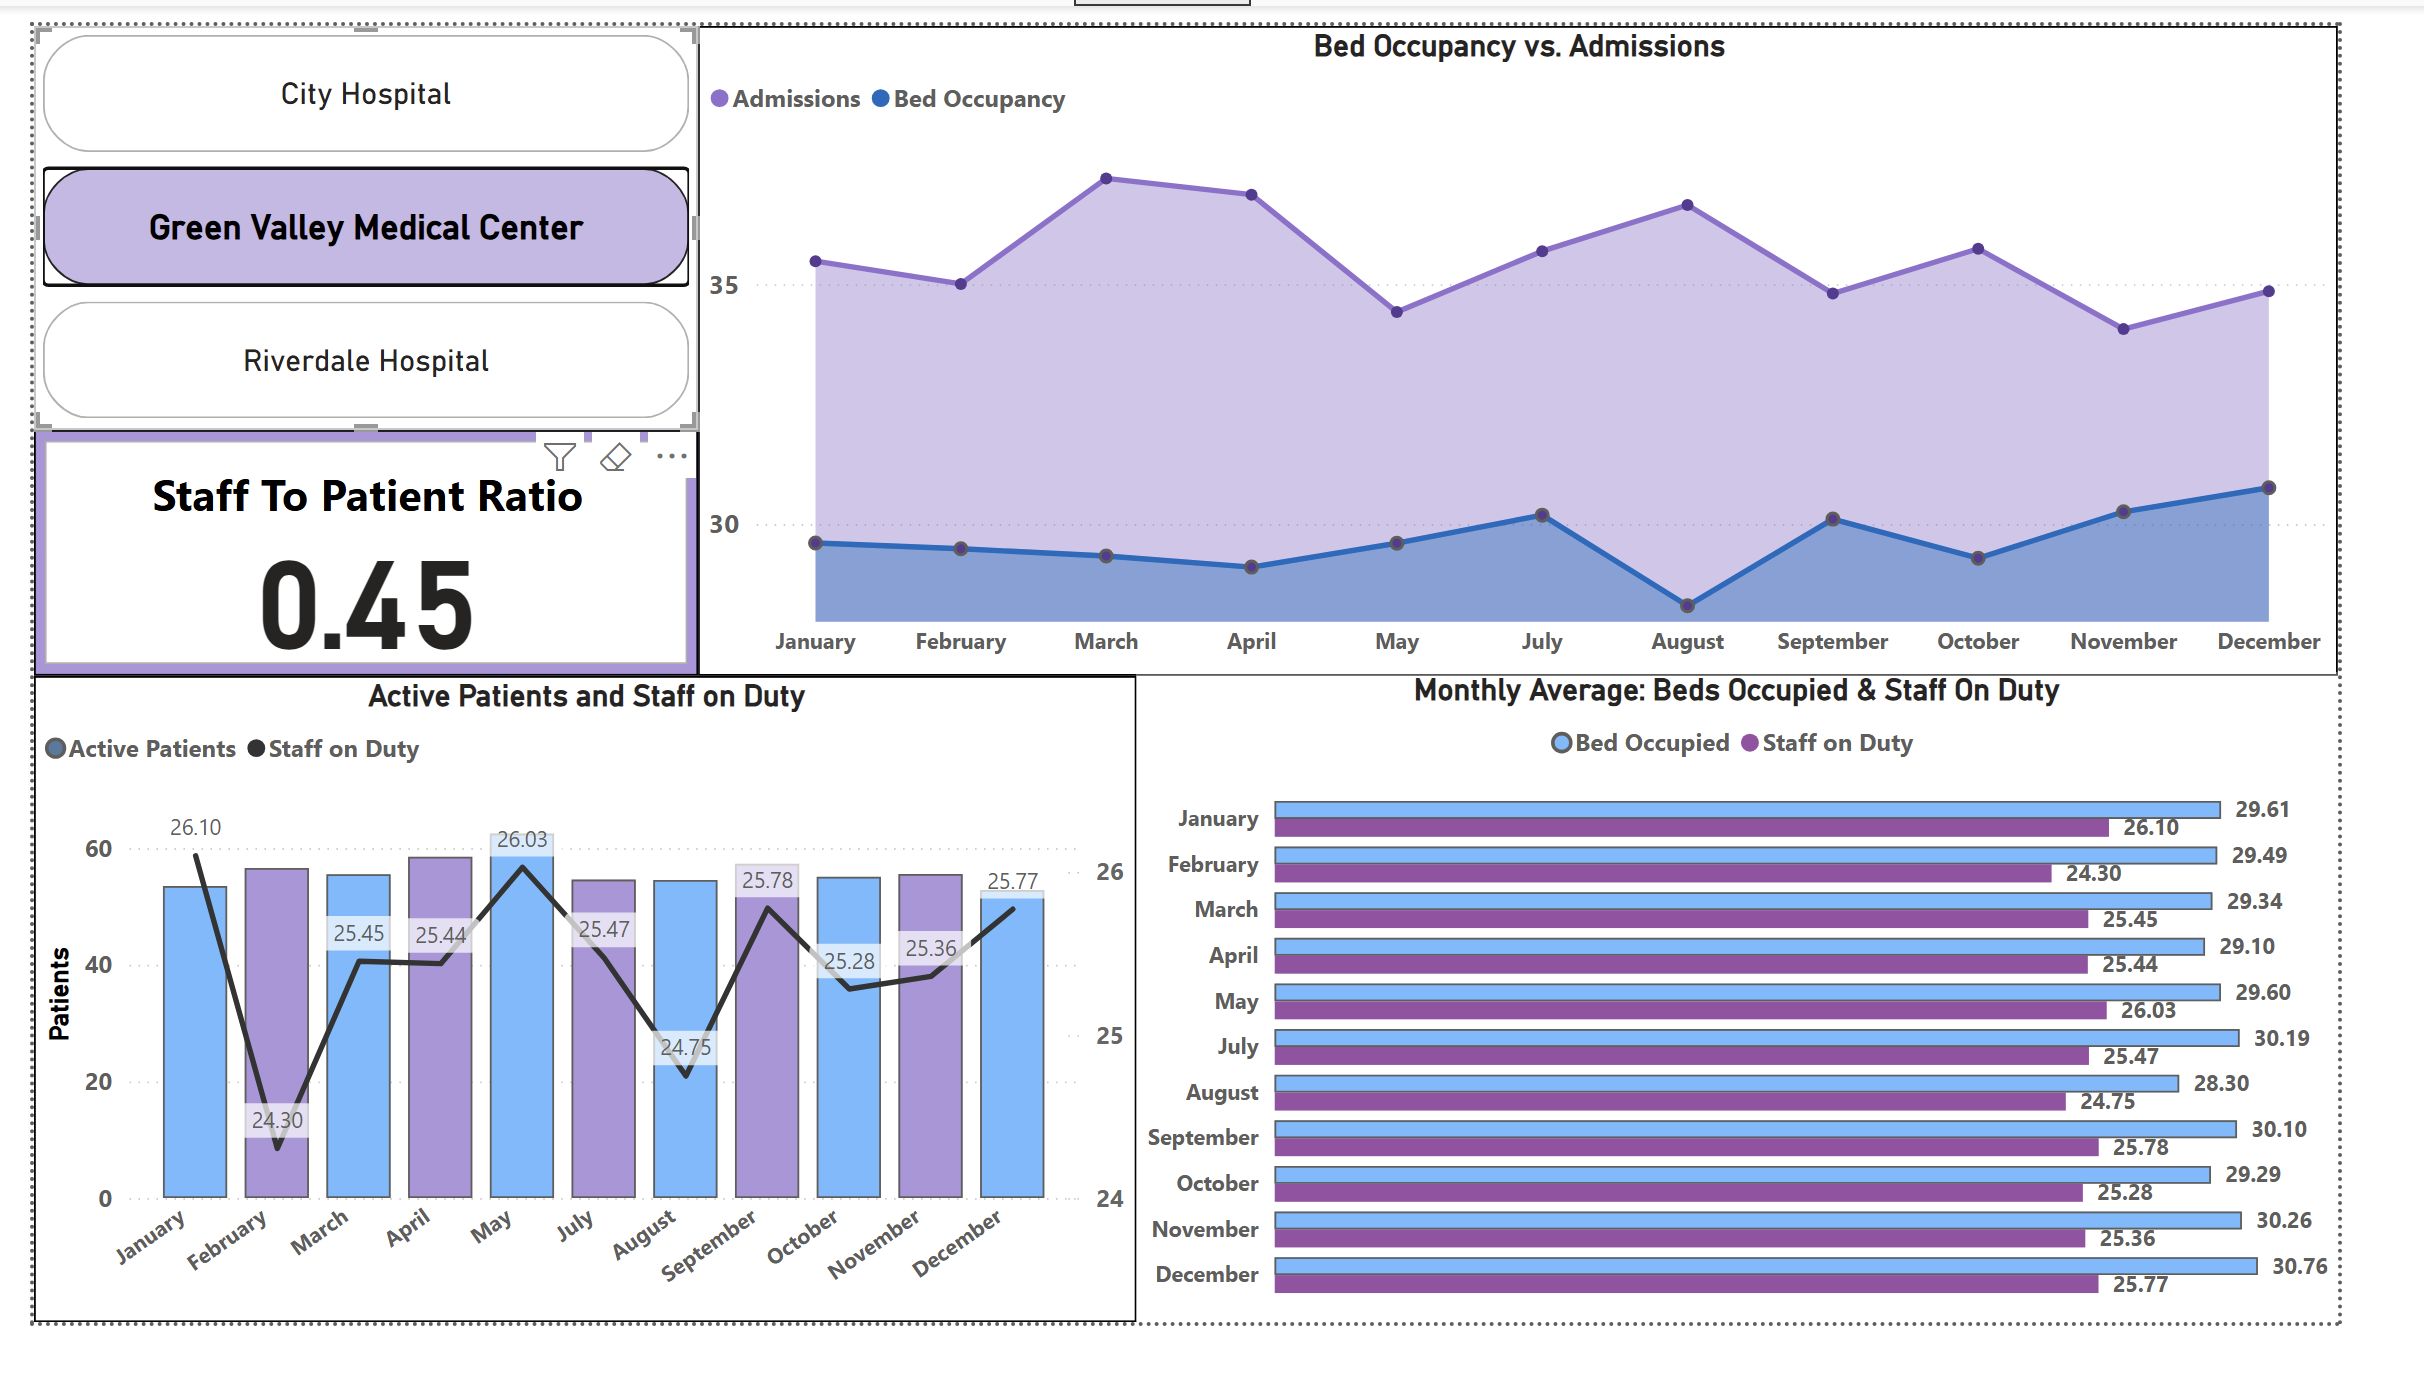 City Hospital
Green Valley Medical Center
Riverdale Hospital
Staff To Patient Ratio
0.45
Bed Occupancy vs. Admissions
Admissions Bed Occupancy
35
30
January February March April May July August September October November December
Active Patients and Staff on Duty
Active Patients Staff on Duty
Patients
60
40
20
0
26
25
24
26.10
24.30
25.45
25.44
26.03
25.47
24.75
25.78
25.28
25.36
25.77
January February March April May July August September October November December
Monthly Average: Beds Occupied & Staff On Duty
Bed Occupied Staff on Duty
January 29.61
26.10
February 29.49
24.30
March 29.34
25.45
April 29.10
25.44
May 29.60
26.03
July 30.19
25.47
August 28.30
24.75
September 30.10
25.78
October 29.29
25.28
November 30.26
25.36
December 30.76
25.77